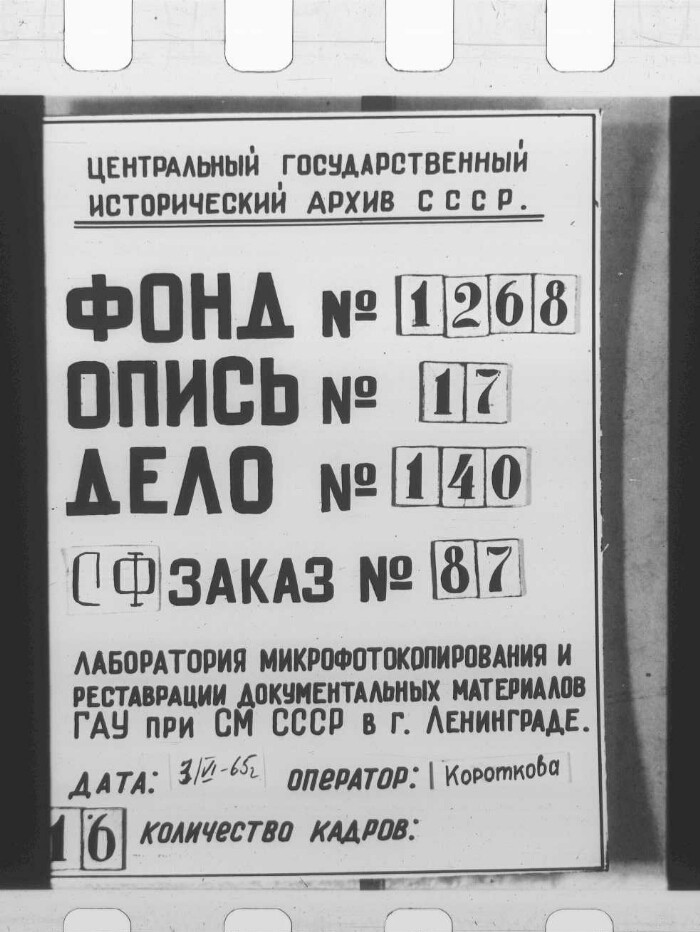 ЦЕНТРАЛЬНЫЙ ГОСУДАРСТВЕННЫЙ
ИСТОРИЧЕСКИЙ АРХИВ СССР.
ФОНД № 1268
ОПИСЬ № 17
ДЕЛО № 140
СФ ЗАКАЗ № 87
ЛАБОРАТОРИЯ МИКРОФОТОКОПИРОВАНИЯ И
РЕСТАВРАЦИИ ДОКУМЕНТАЛЬНЫХ МАТЕРИАЛОВ
ГАУ при СМ СССР в г. ЛЕНИНГРАДЕ.
ДАТА: 3/VI-65г ОПЕРАТОР: Короткова
16 КОЛИЧЕСТВО КАДРОВ: